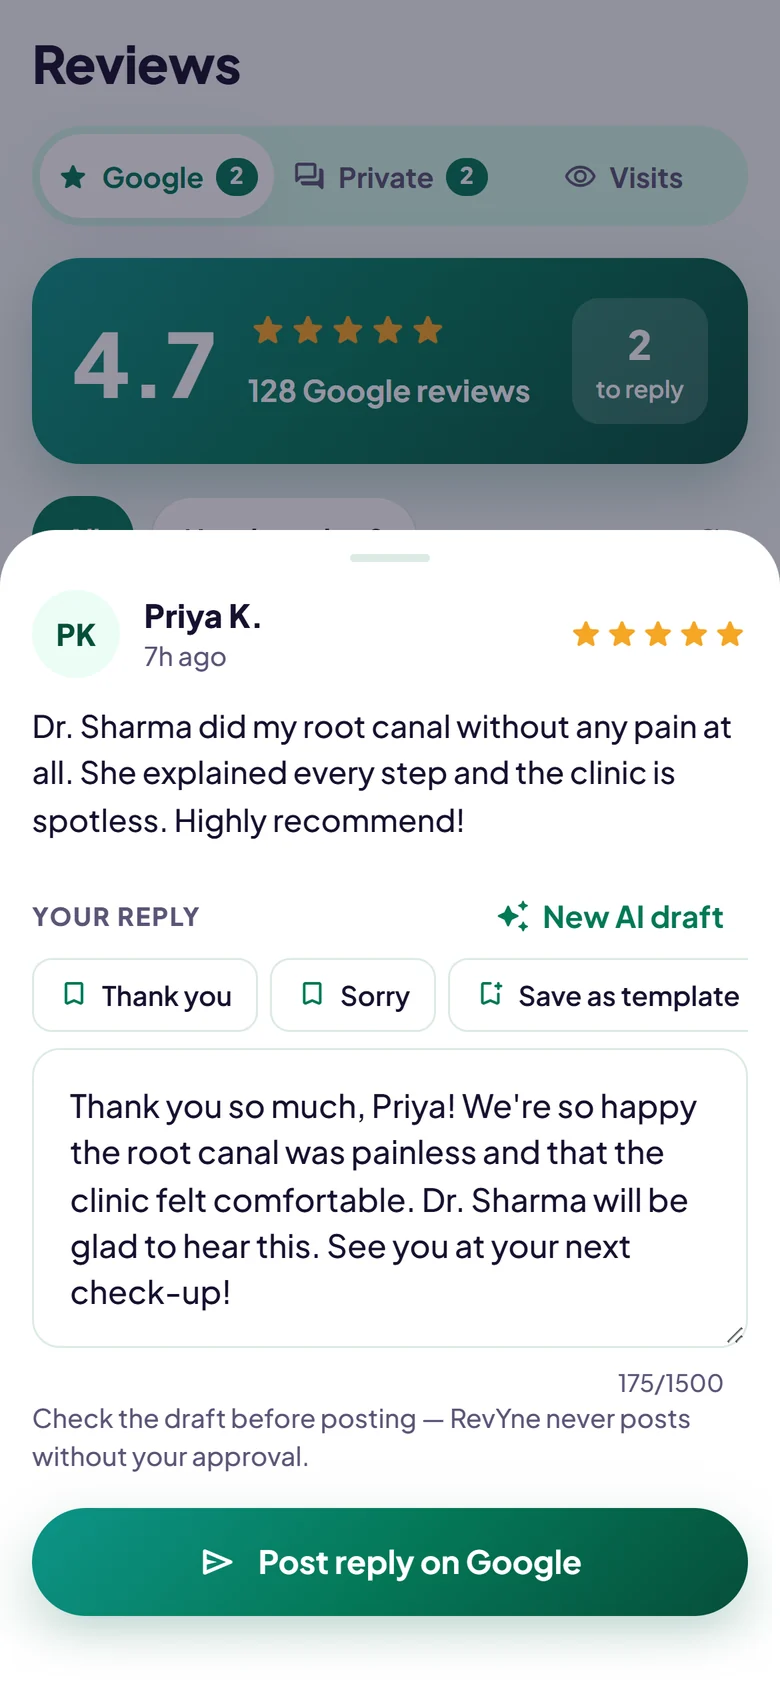 Reviews
Google 2
Private 2
Visits
4.7
128 Google reviews
2
to reply
PK
Priya K.
7h ago
Dr. Sharma did my root canal without any pain at
all. She explained every step and the clinic is
spotless. Highly recommend!
YOUR REPLY
New AI draft
Thank you
Sorry
Save as template
Thank you so much, Priya! We're so happy
the root canal was painless and that the
clinic felt comfortable. Dr. Sharma will be
glad to hear this. See you at your next
check-up!
175/1500
Check the draft before posting — RevYne never posts
without your approval.
Post reply on Google